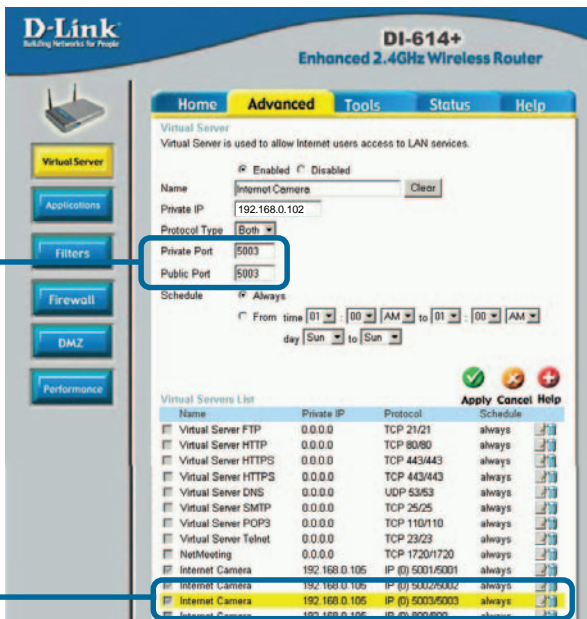 D-Link
Building Networks for People
DI-614+
Enhanced 2.4GHz Wireless Router
Home Advanced Tools Status Help
Virtual Server
Applications
Filters
Firewall
DMZ
Performance
Virtual Server
Virtual Server is used to allow Internet users access to LAN services.
Enabled Disabled
Name Internet Camera Clear
Private IP 192.168.0.102
Protocol Type Both
Private Port 5003
Public Port 5003
Schedule Always
From time 01 : 00 AM to 01 : 00 AM
day Sun to Sun
Apply Cancel Help
Virtual Servers List
Name Private IP Protocol Schedule
Virtual Server FTP 0.0.0.0 TCP 21/21 always
Virtual Server HTTP 0.0.0.0 TCP 80/80 always
Virtual Server HTTPS 0.0.0.0 TCP 443/443 always
Virtual Server HTTPS 0.0.0.0 TCP 443/443 always
Virtual Server DNS 0.0.0.0 UDP 53/53 always
Virtual Server SMTP 0.0.0.0 TCP 25/25 always
Virtual Server POP3 0.0.0.0 TCP 110/110 always
Virtual Server Telnet 0.0.0.0 TCP 23/23 always
NetMeeting 0.0.0.0 TCP 1720/1720 always
Internet Camera 192.168.0.105 IP (0) 5001/5001 always
Internet Camera 192.168.0.105 IP (0) 5002/5002 always
Internet Camera 192.168.0.105 IP (0) 5003/5003 always